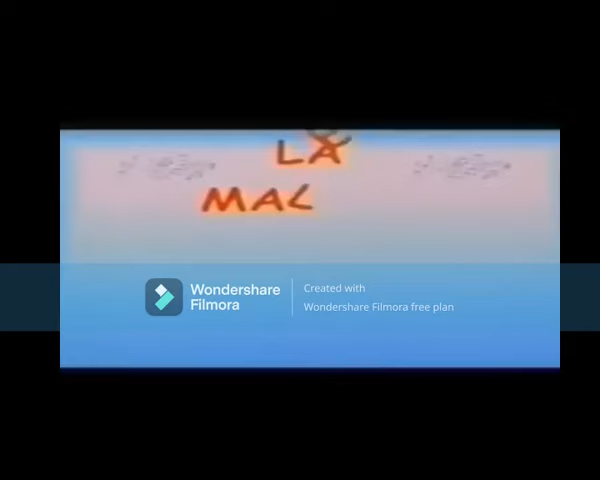 LA
MAL
Wondershare
Filmora
Created with
Wondershare Filmora free plan